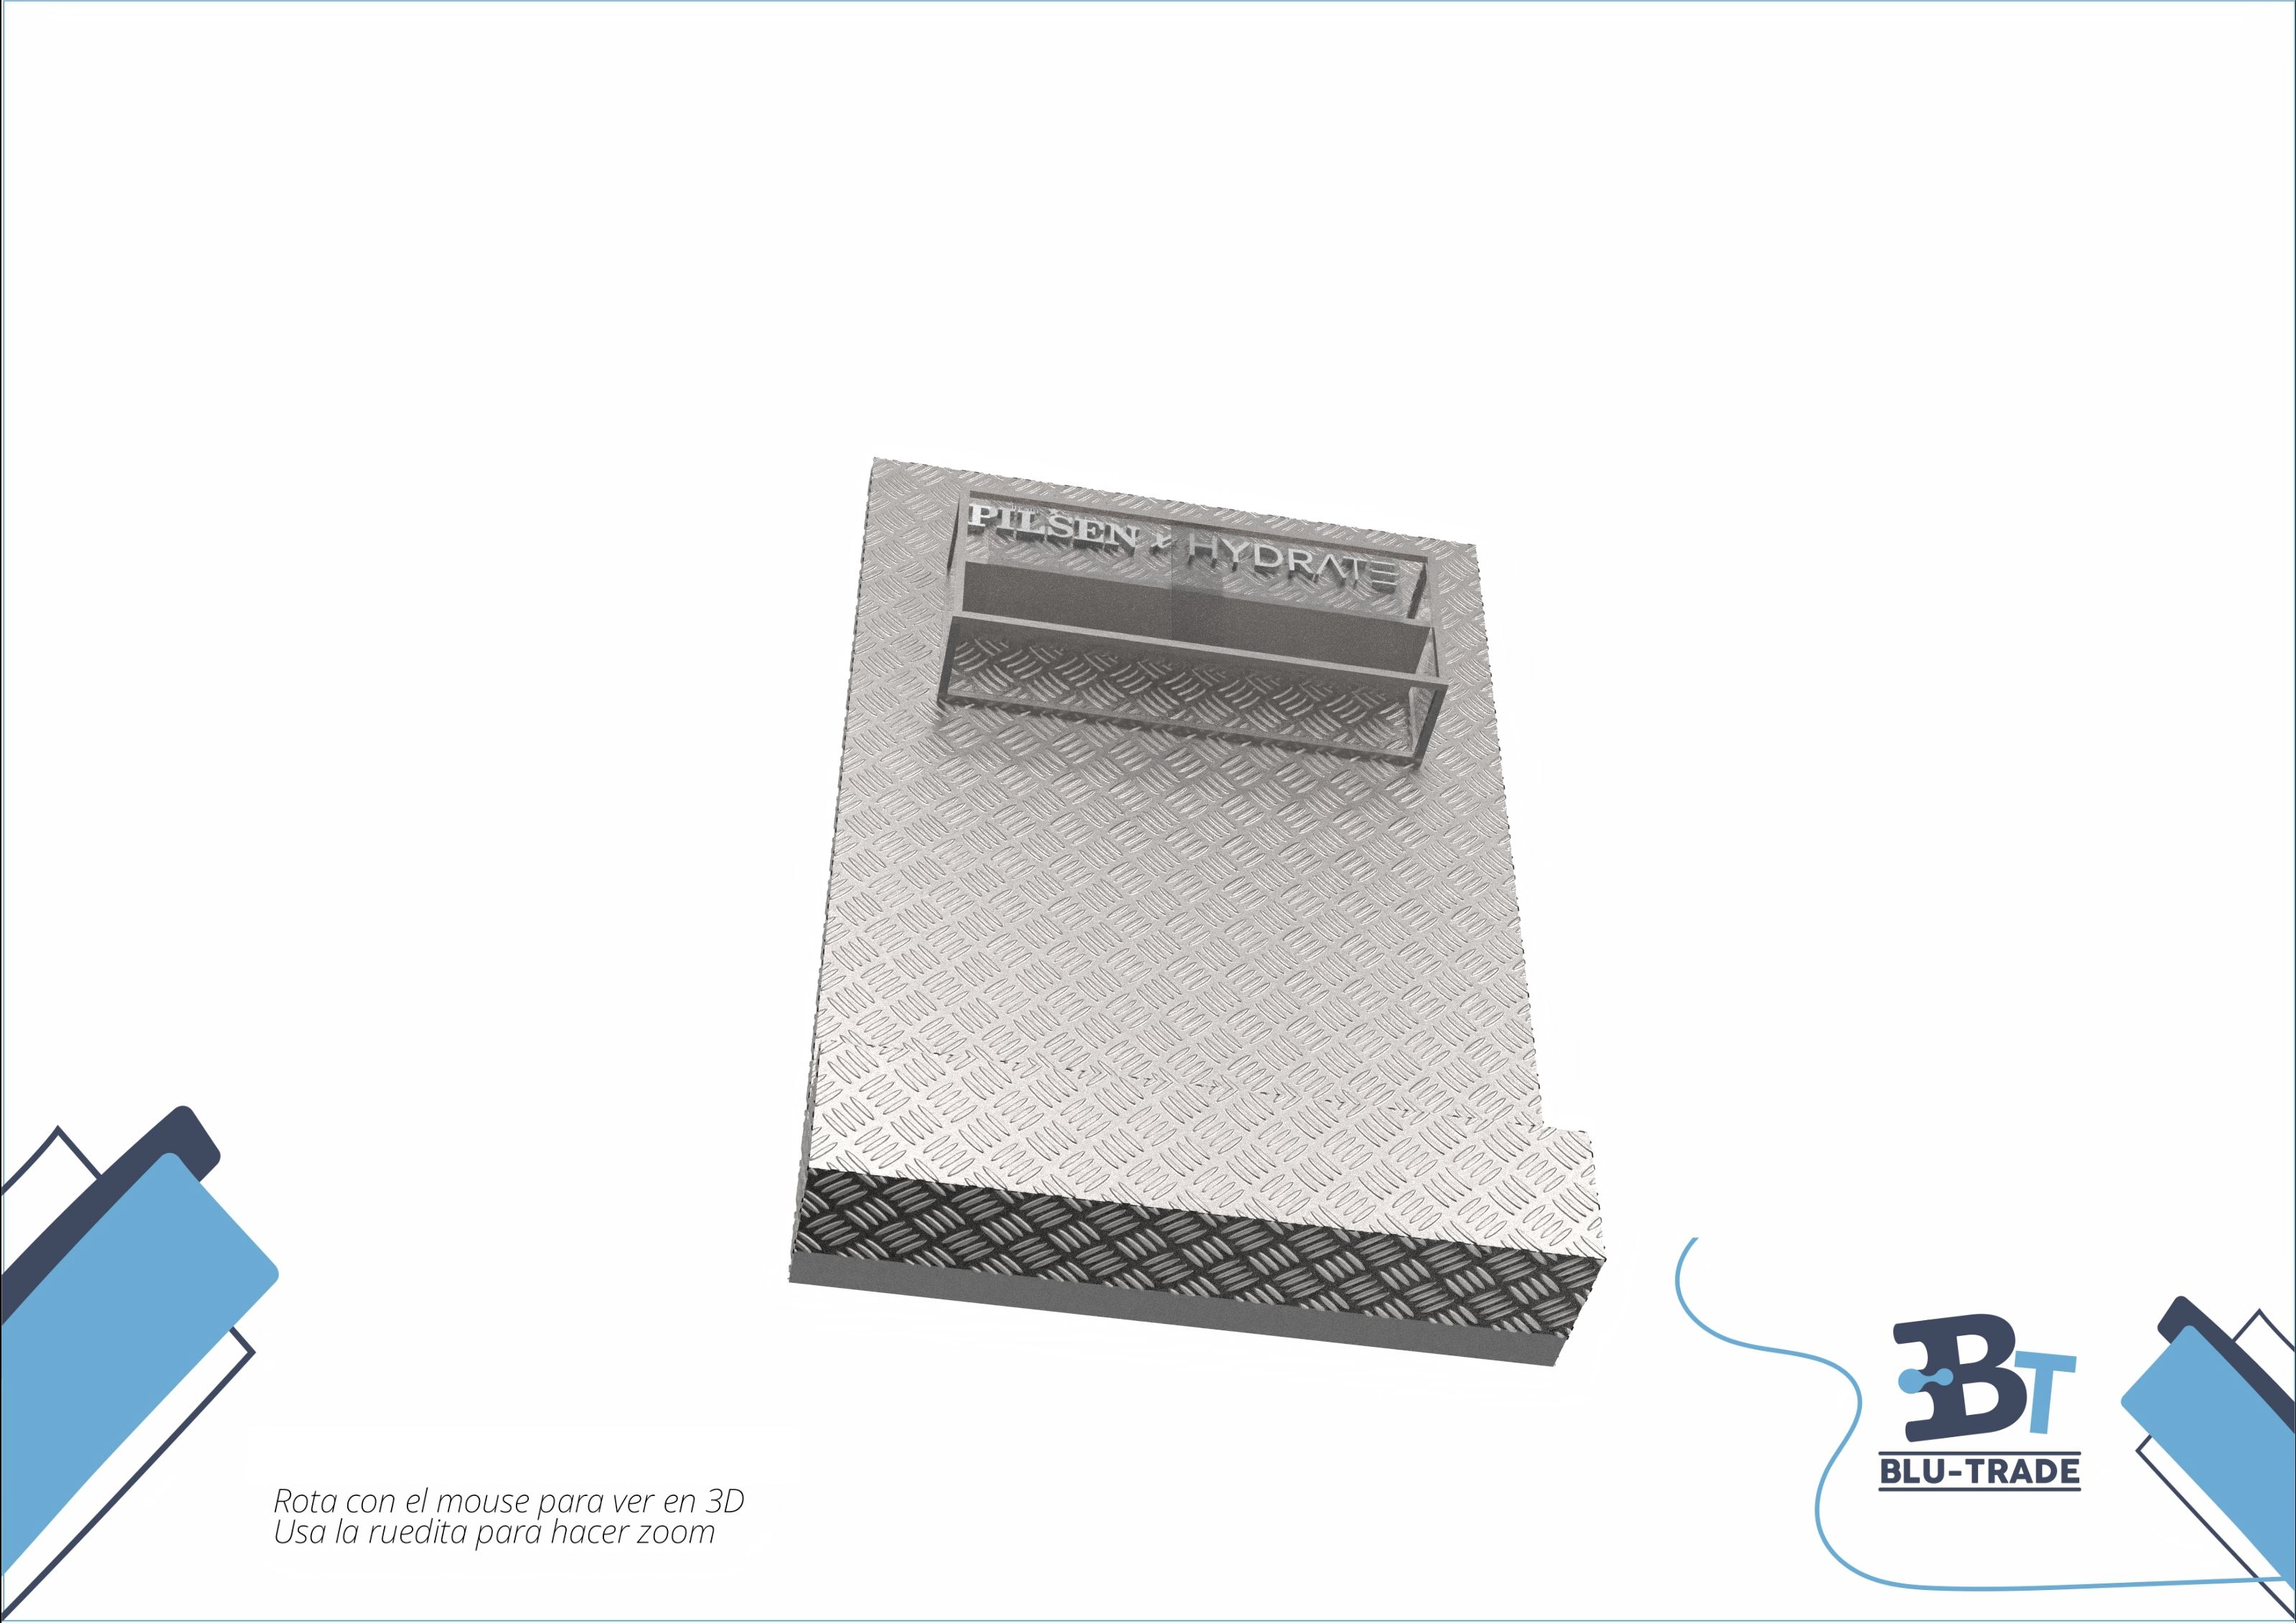 PILSEN x HYDRATE
Rota con el mouse para ver en 3D
Usa la ruedita para hacer zoom
BT
BLU-TRADE